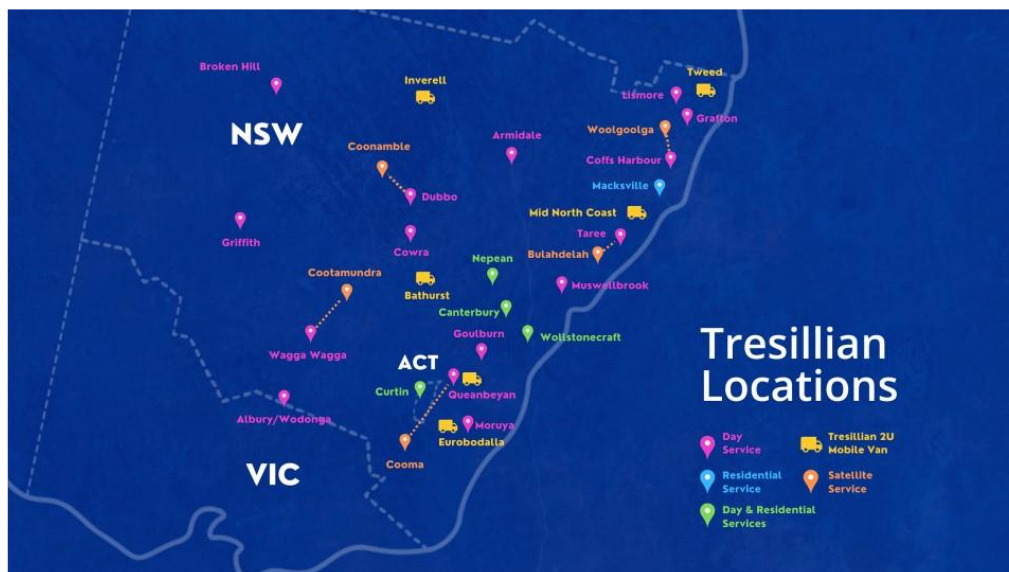 Broken Hill
Inverell
Tweed
Lismore
NSW
Grafton
Woolgoolga
Armidale
Coonamble
Coffs Harbour
Macksville
Dubbo
Mid North Coast
Taree
Griffith
Cowra
Bulahdelah
Nepean
Cootamundra
Muswellbrook
Bathurst
Canterbury
Goulburn
Wollstonecraft
Wagga Wagga
ACT
Curtin
Queanbeyan
Albury/Wodonga
Moruya
Eurobodalla
Cooma
VIC
Tresillian
Locations
Day
Service
Tresillian 2U
Mobile Van
Residential
Service
Satellite
Service
Day & Residential
Services